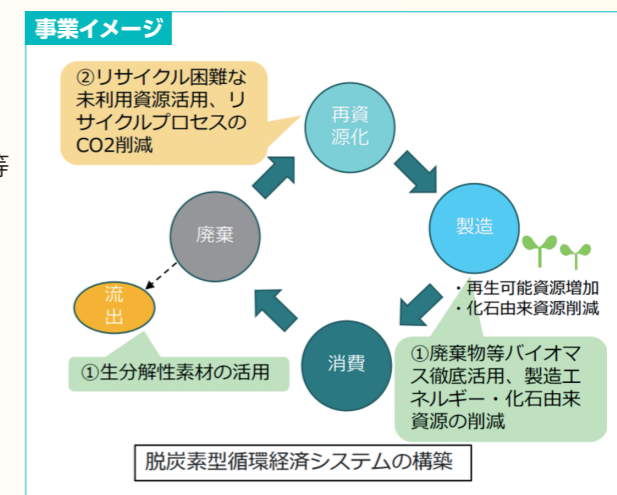 事業イメージ
②リサイクル困難な
未利用資源活用、リ
サイクルプロセスの
CO2削減
再資
源化
等
廃棄
製造
・再生可能資源増加
・化石由来資源削減
流
出
①生分解性素材の活用
消費
①廃棄物等バイオマ
ス徹底活用、製造エ
ネルギー・化石由来
資源の削減
脱炭素型循環経済システムの構築